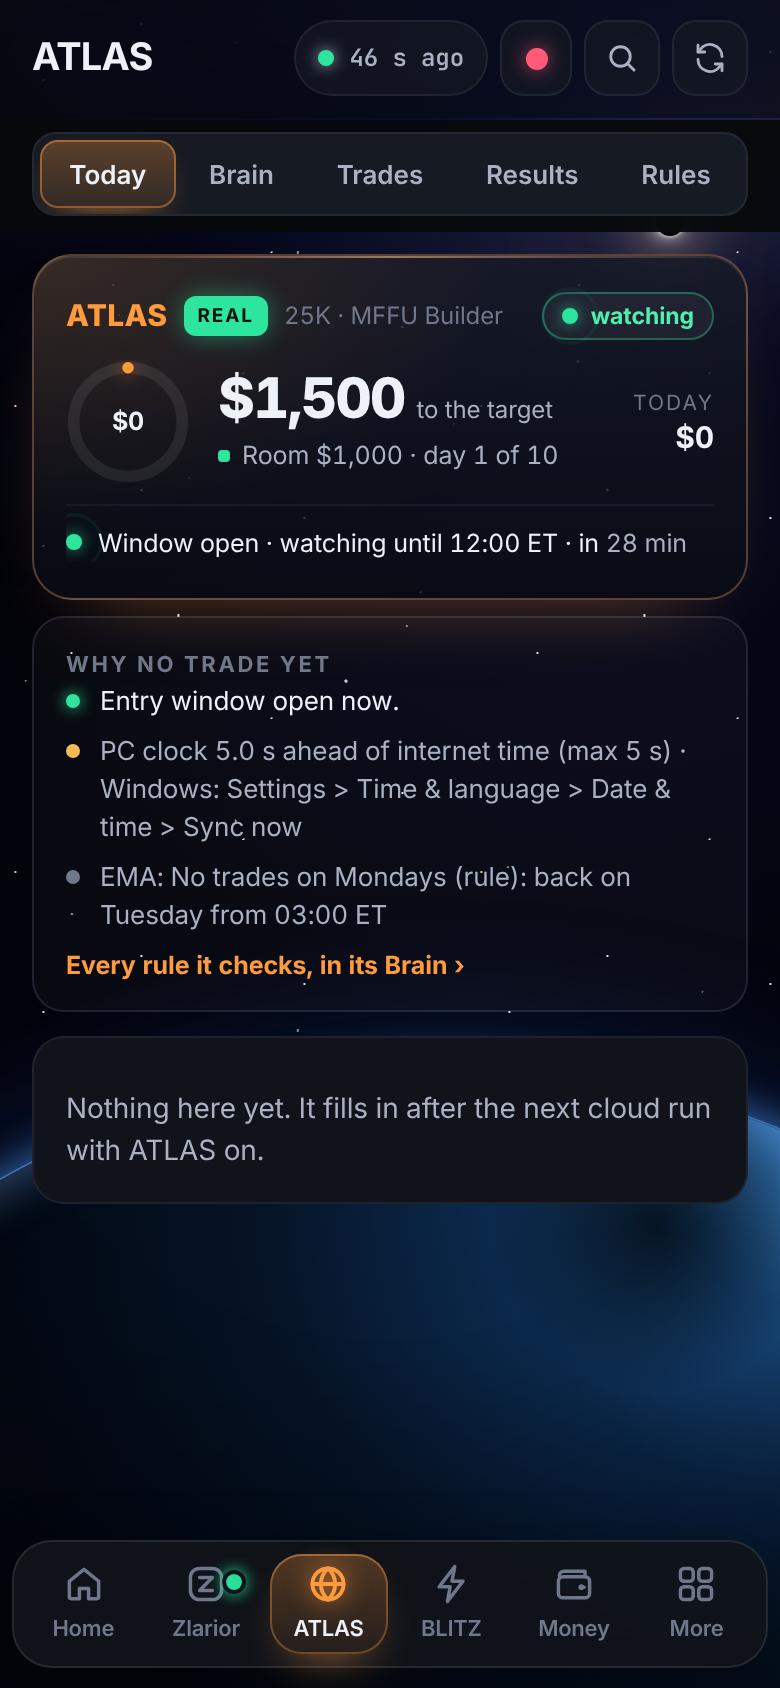 ATLAS
46 s ago
Today Brain Trades Results Rules
ATLAS REAL 25K · MFFU Builder watching
$0
$1,500 to the target
Room $1,000 · day 1 of 10
TODAY
$0
Window open · watching until 12:00 ET · in 28 min
WHY NO TRADE YET
Entry window open now.
PC clock 5.0 s ahead of internet time (max 5 s) ·
Windows: Settings > Time & language > Date &
time > Sync now
EMA: No trades on Mondays (rule): back on
Tuesday from 03:00 ET
Every rule it checks, in its Brain ›
Nothing here yet. It fills in after the next cloud run
with ATLAS on.
Home Zlarior ATLAS BLITZ Money More